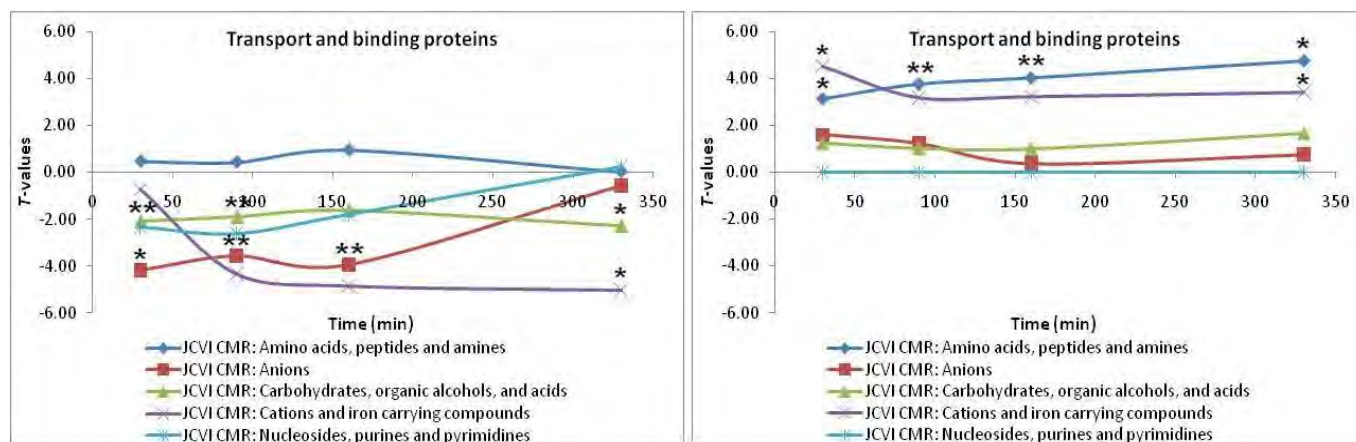 Transport and binding proteins
6.00
4.00
2.00
0.00
-2.00
-4.00
-6.00
T-values
0 50 100 150 200 250 300 350
*
**
*
**
**
*
*
Time (min)
JCVI CMR: Amino acids, peptides and amines
JCVI CMR: Anions
JCVI CMR: Carbohydrates, organic alcohols, and acids
JCVI CMR: Cations and iron carrying compounds
JCVI CMR: Nucleosides, purines and pyrimidines
Transport and binding proteins
6.00
4.00
2.00
0.00
-2.00
-4.00
-6.00
0 50 100 150 200 250 300 350
*
*
**
**
*
*
Time (min)
JCVI CMR: Amino acids, peptides and amines
JCVI CMR: Anions
JCVI CMR: Carbohydrates, organic alcohols, and acids
JCVI CMR: Cations and iron carrying compounds
JCVI CMR: Nucleosides, purines and pyrimidines